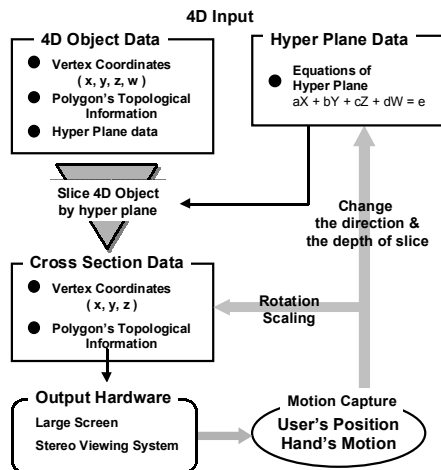 4D Input
4D Object Data
● Vertex Coordinates
( x, y, z, w )
● Polygon's Topological
Information
● Hyper Plane data
Hyper Plane Data
● Equations of
Hyper Plane
aX + bY + cZ + dW = e
Slice 4D Object
by hyper plane
Change
the direction &
the depth of slice
Cross Section Data
● Vertex Coordinates
( x, y, z )
● Polygon's Topological
Information
Rotation
Scaling
Output Hardware
Large Screen
Stereo Viewing System
Motion Capture
User's Position
Hand's Motion